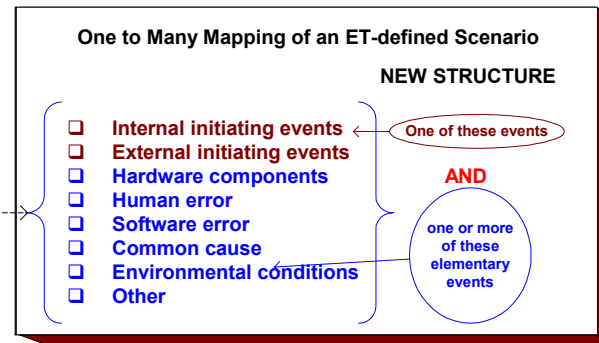 One to Many Mapping of an ET-defined Scenario
NEW STRUCTURE
Internal initiating events
One of these events
External initiating events
Hardware components
AND
Human error
Software error
Common cause
Environmental conditions
Other
one or more
of these
elementary
events